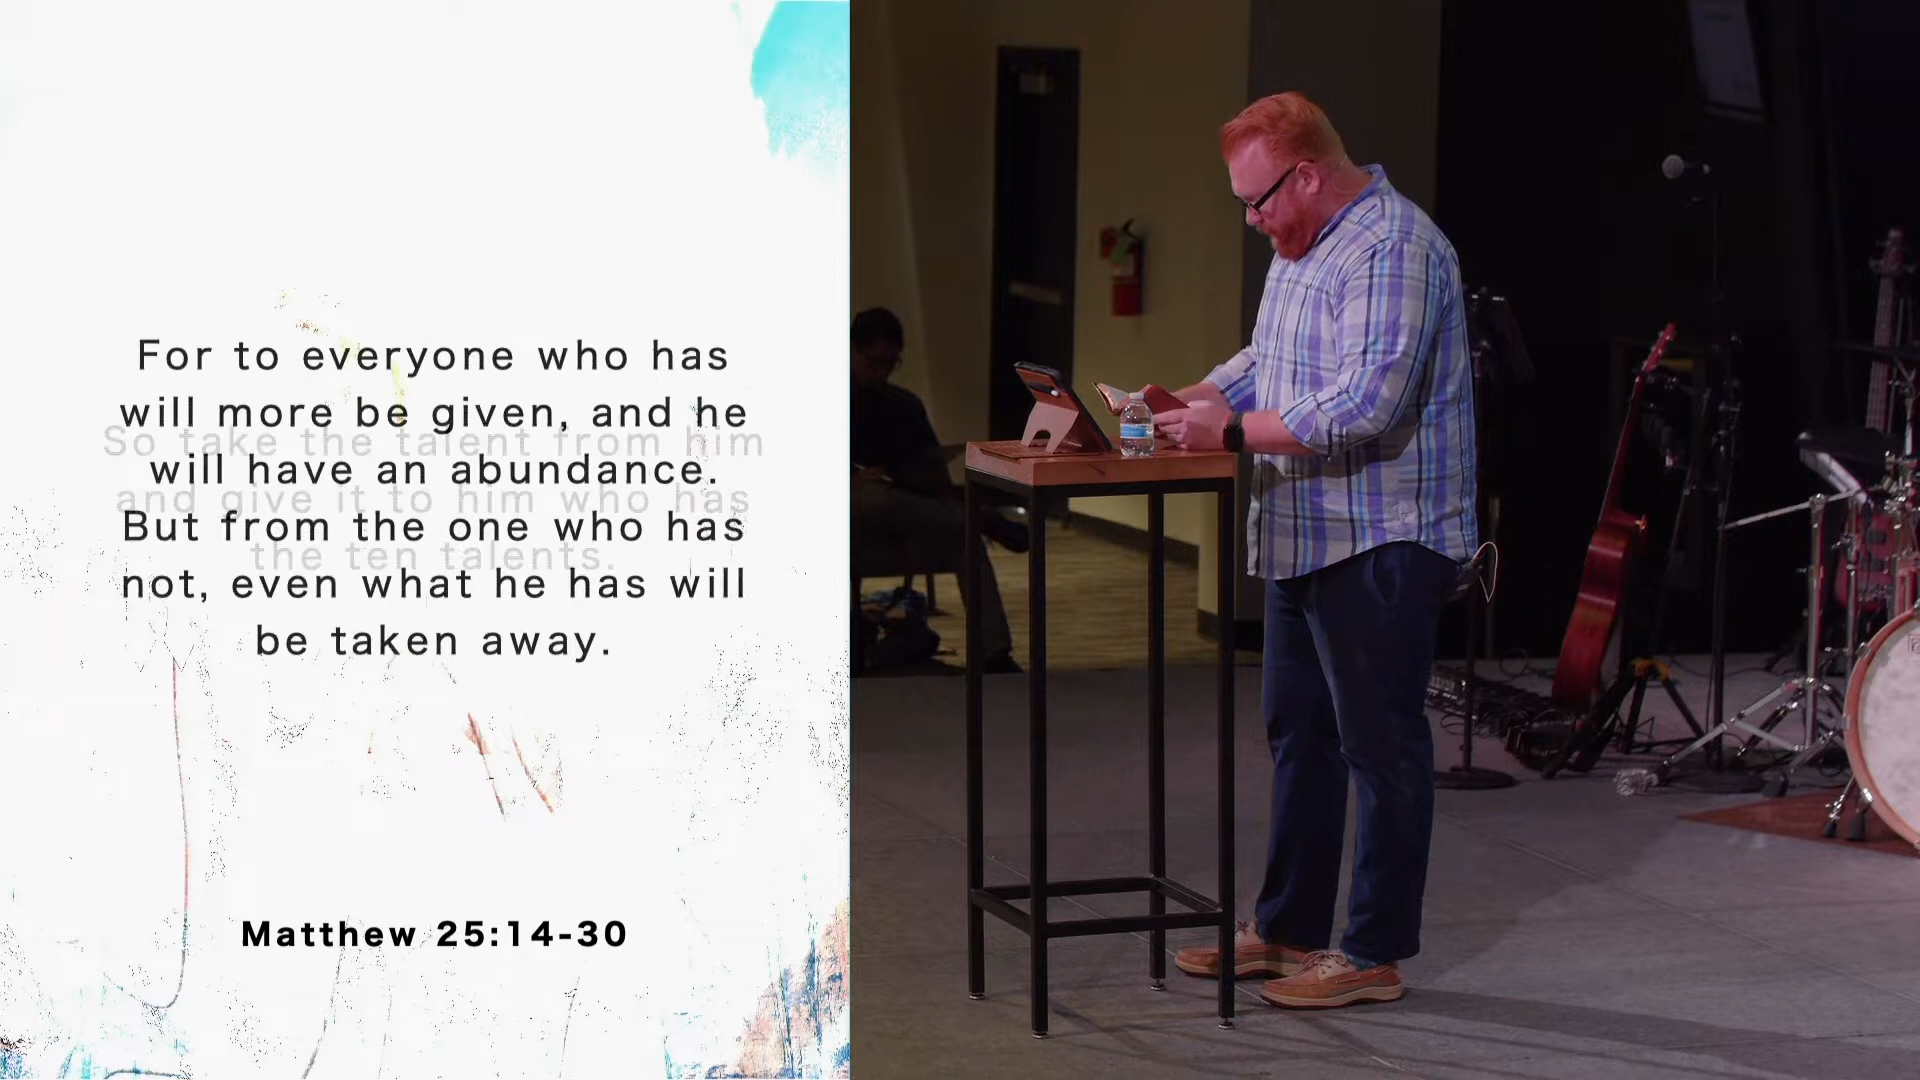 For to everyone who has
will more be given, and he
So take the talent from him
will have an abundance.
and give it to him who has
But from the one who has
the ten talents.
not, even what he has will
be taken away.
Matthew 25:14-30